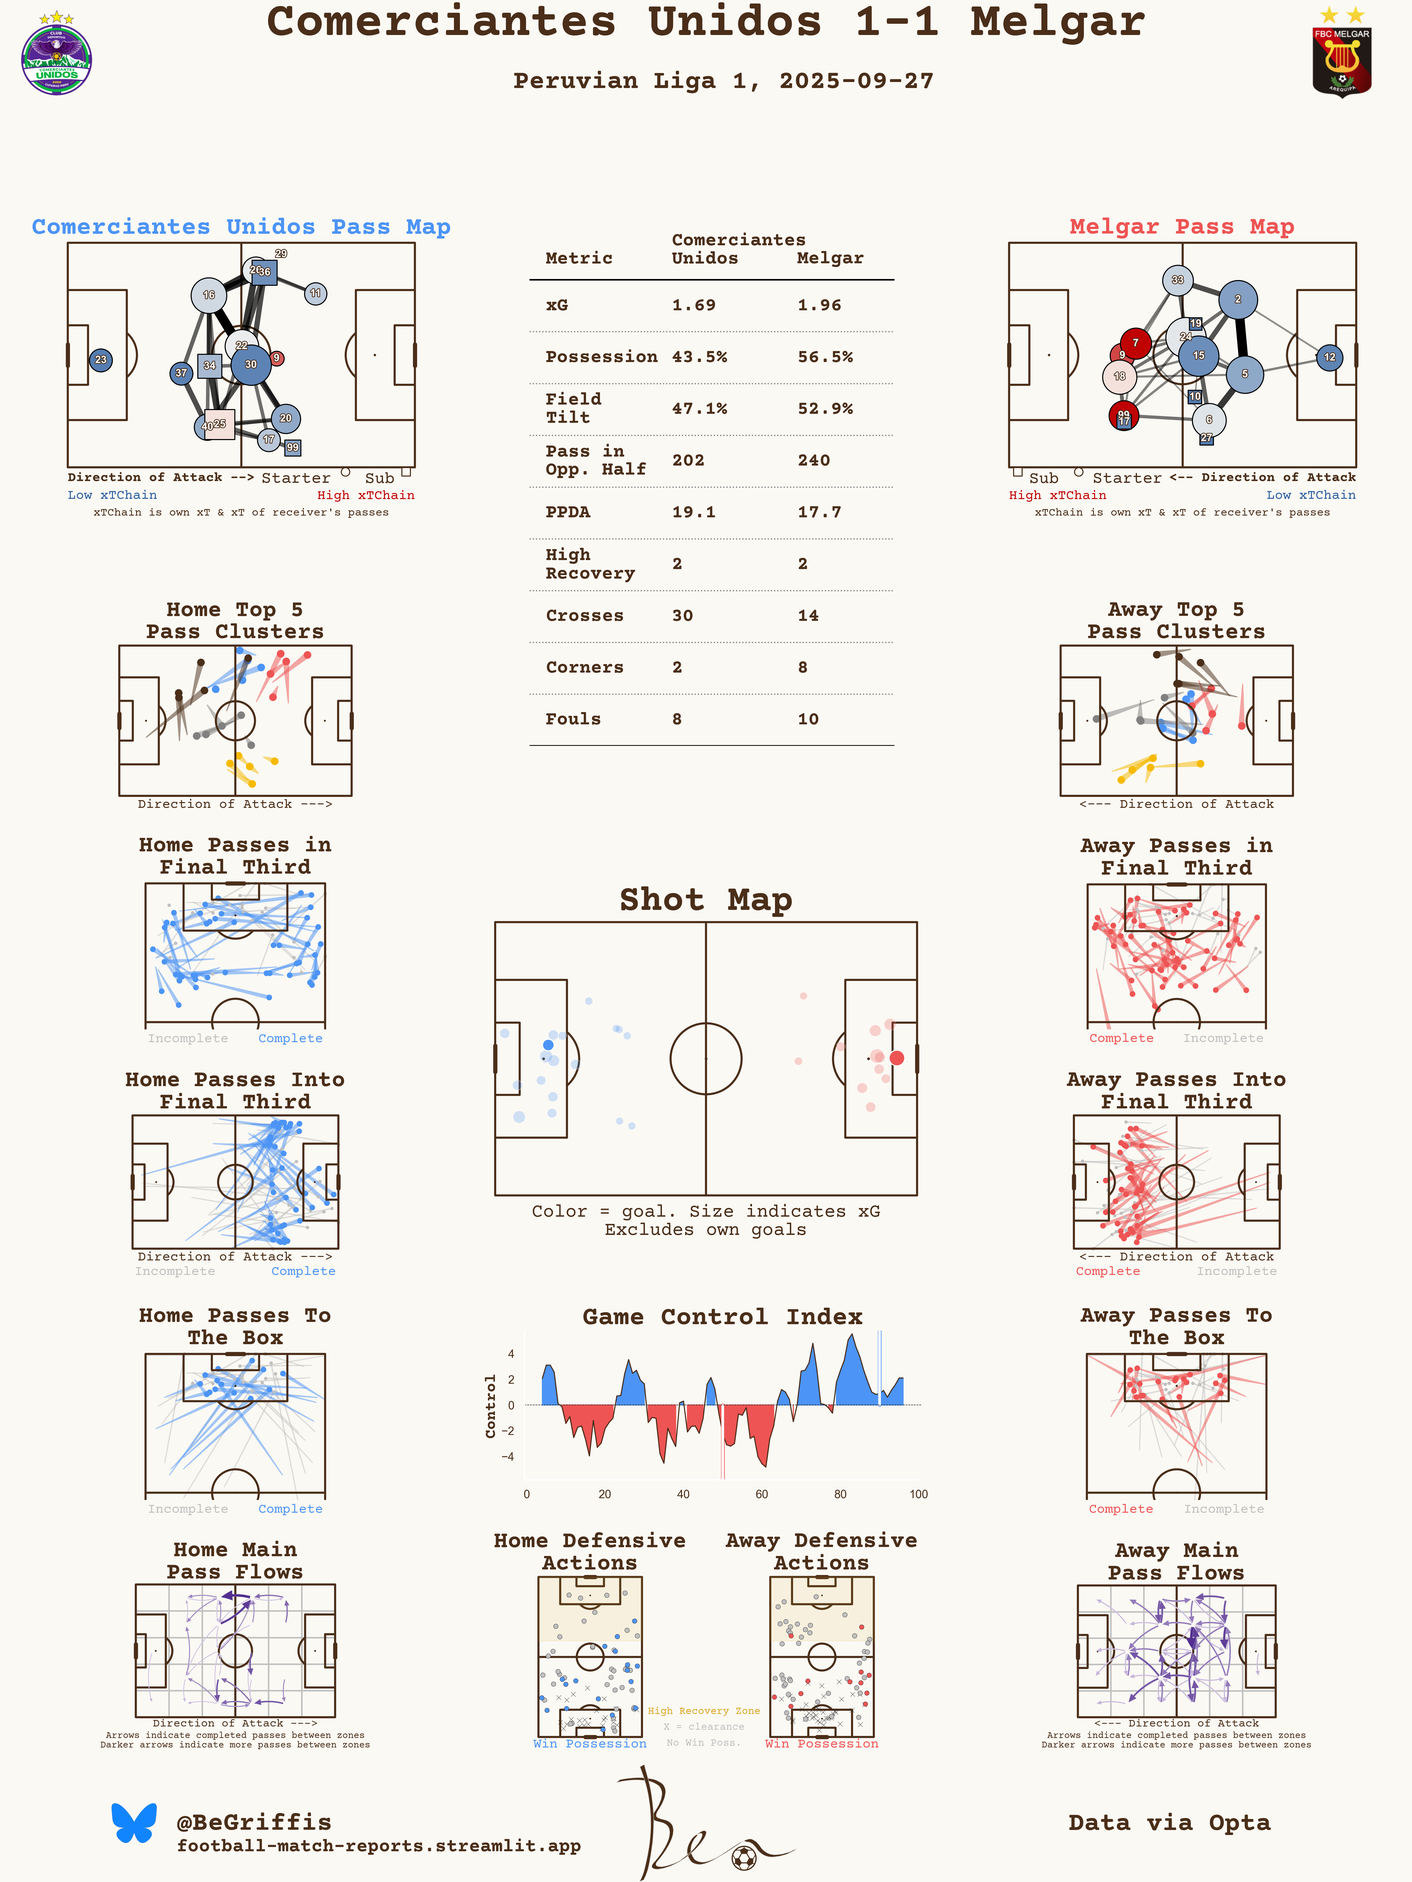 Comerciantes Unidos 1-1 Melgar
Peruvian Liga 1, 2025-09-27
CLUB
DEPORTIVO
COMERCIANTES
UNIDOS
FBC MELGAR
AREQUIPA
Comerciantes Unidos Pass Map
29
26
36
11
16
22
9
23
34
30
37
40
25
20
17
99
Direction of Attack --> Starter Sub
Low xTChain High xTChain
xTChain is own xT & xT of receiver's passes
Metric Comerciantes Unidos Melgar
xG 1.69 1.96
Possession 43.5% 56.5%
Field Tilt 47.1% 52.9%
Pass in Opp. Half 202 240
PPDA 19.1 17.7
High Recovery 2 2
Crosses 30 14
Corners 2 8
Fouls 8 10
Melgar Pass Map
33
2
19
24
7
9
15
12
18
5
10
99
17
6
27
Sub Starter <-- Direction of Attack
High xTChain Low xTChain
xTChain is own xT & xT of receiver's passes
Home Top 5
Pass Clusters
Direction of Attack --->
Away Top 5
Pass Clusters
<--- Direction of Attack
Home Passes in
Final Third
Incomplete Complete
Away Passes in
Final Third
Complete Incomplete
Shot Map
Color = goal. Size indicates xG
Excludes own goals
Home Passes Into
Final Third
Direction of Attack --->
Incomplete Complete
Away Passes Into
Final Third
<--- Direction of Attack
Complete Incomplete
Home Passes To
The Box
Incomplete Complete
Game Control Index
Control
4
2
0
−2
−4
0 20 40 60 80 100
Away Passes To
The Box
Complete Incomplete
Home Main
Pass Flows
Direction of Attack --->
Arrows indicate completed passes between zones
Darker arrows indicate more passes between zones
Home Defensive
Actions
Win Possession
High Recovery Zone
X = clearance
No Win Poss.
Away Defensive
Actions
Win Possession
Away Main
Pass Flows
<--- Direction of Attack
Arrows indicate completed passes between zones
Darker arrows indicate more passes between zones
@BeGriffis
football-match-reports.streamlit.app
Ben
Data via Opta